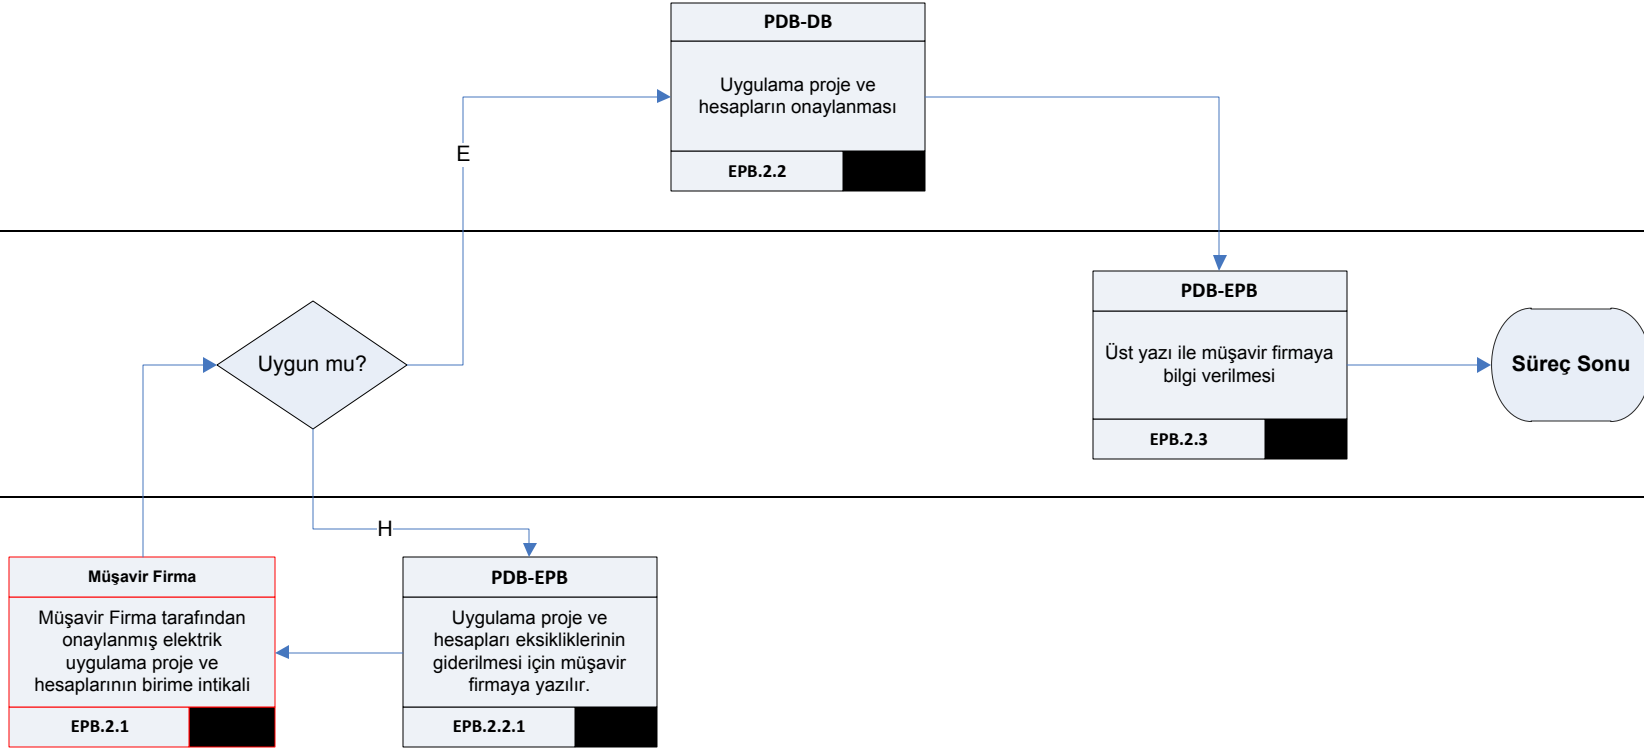 PDB-DB
Uygulama proje ve
hesapların onaylanması
EPB.2.2
E
PDB-EPB
Üst yazı ile müşavir firmaya
bilgi verilmesi
EPB.2.3
Süreç Sonu
Uygun mu?
H
Müşavir Firma
Müşavir Firma tarafından
onaylanmış elektrik
uygulama proje ve
hesaplarının birime intikali
EPB.2.1
PDB-EPB
Uygulama proje ve
hesapları eksikliklerinin
giderilmesi için müşavir
firmaya yazılır.
EPB.2.2.1